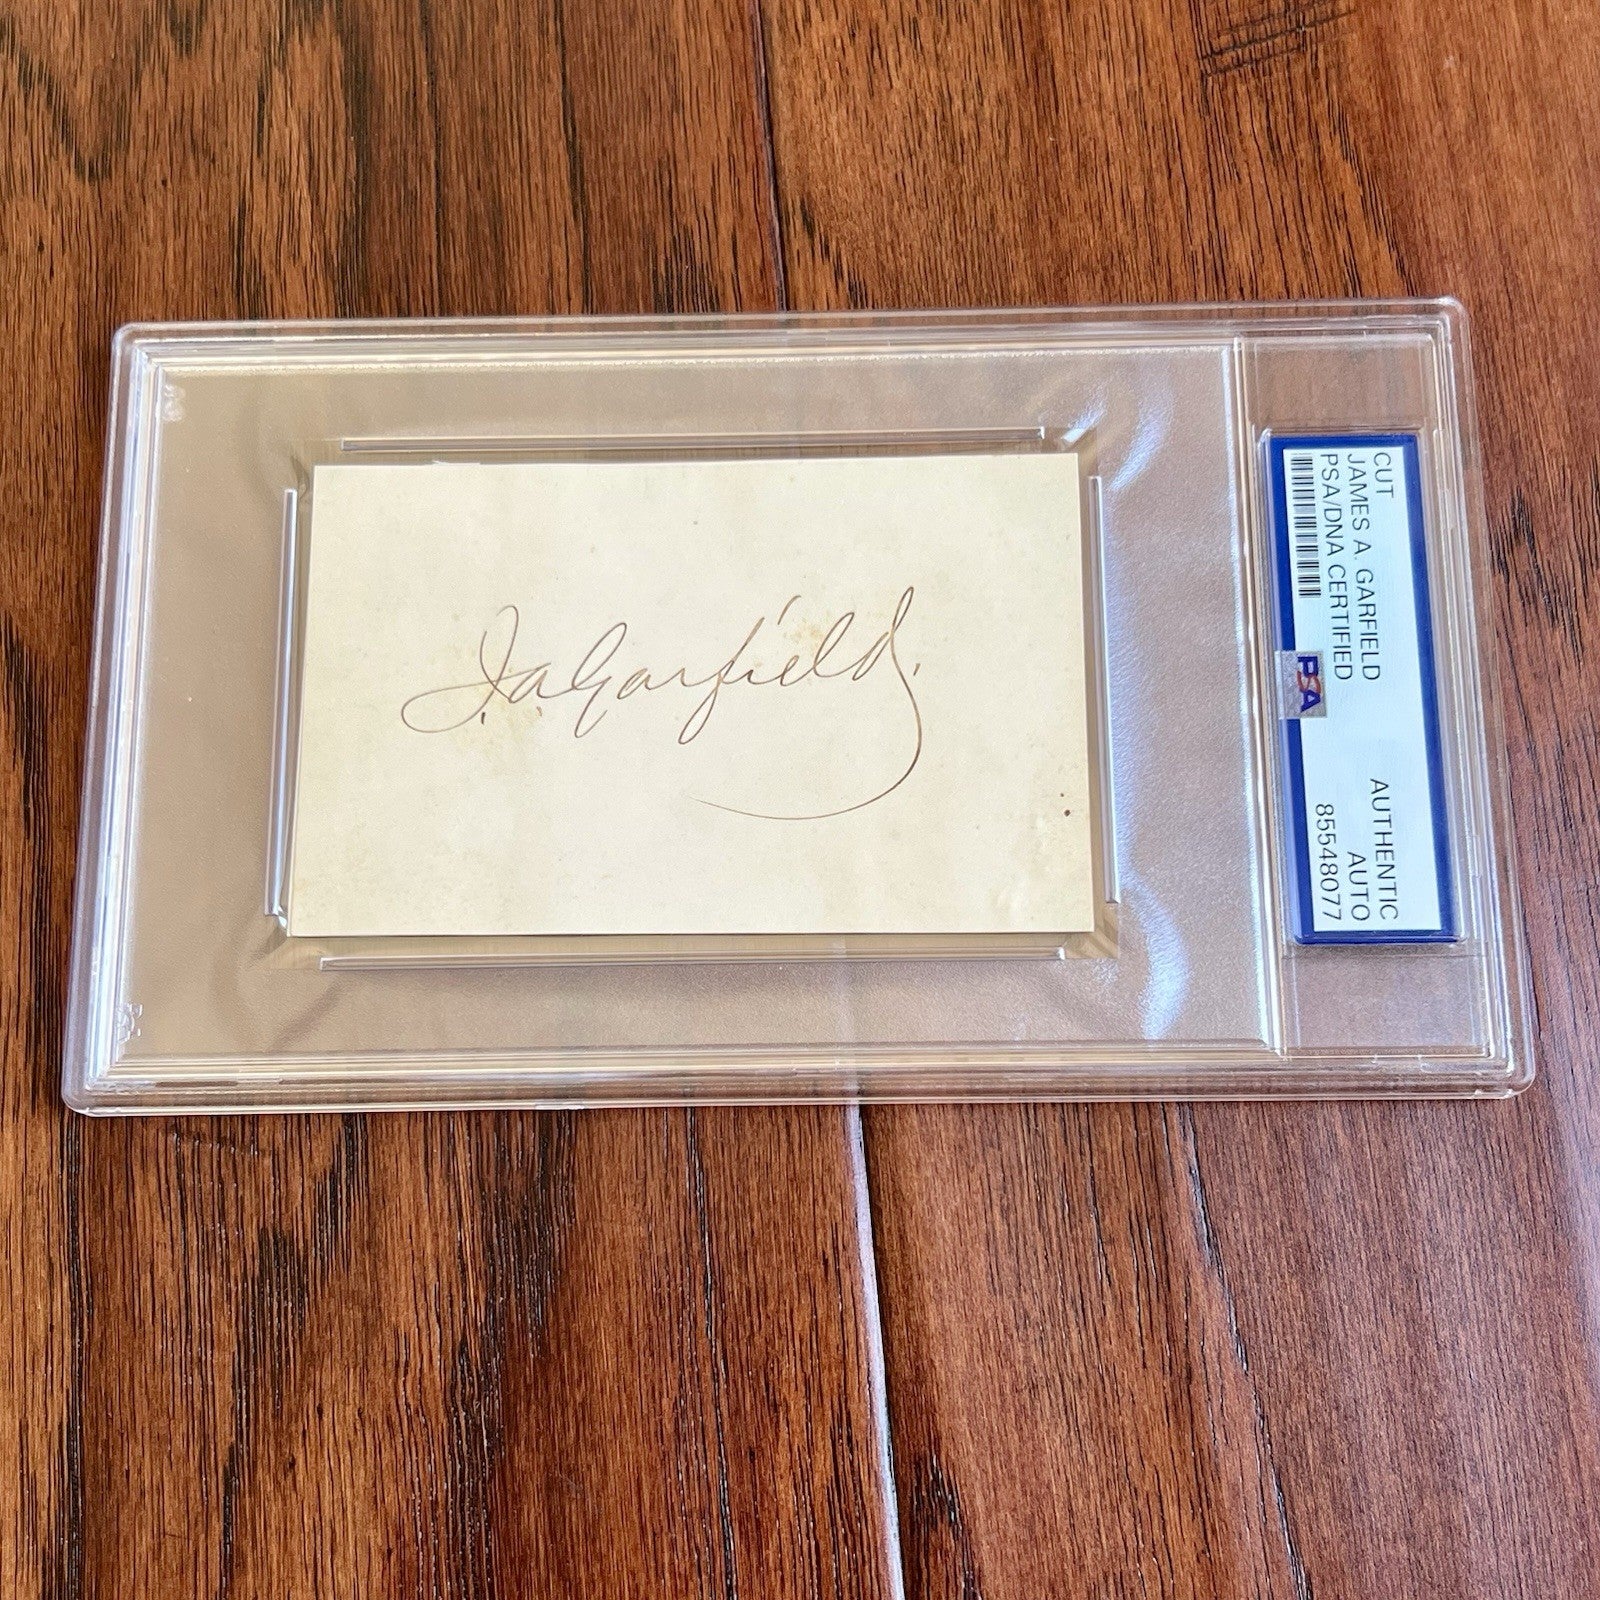 J. A. Garfield.
CUT
JAMES A. GARFIELD
PSA/DNA CERTIFIED
PSA
AUTHENTIC
AUTO
85548077